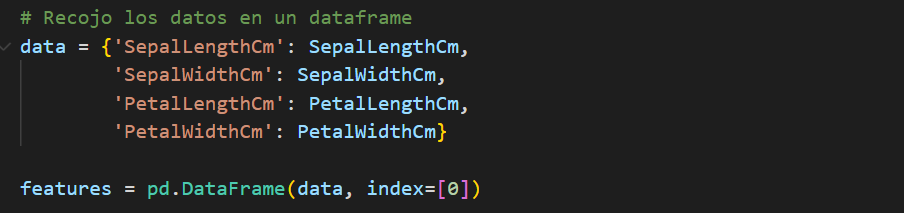 # Recojo los datos en un dataframe
data = {'SepalLengthCm': SepalLengthCm,
'SepalWidthCm': SepalWidthCm,
'PetalLengthCm': PetalLengthCm,
'PetalWidthCm': PetalWidthCm}
features = pd.DataFrame(data, index=[0])